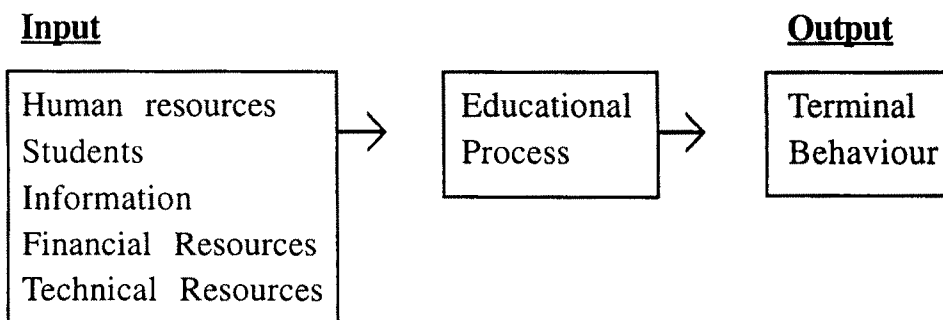 Input
Human resources
Students
Information
Financial Resources
Technical Resources
Educational
Process
Output
Terminal
Behaviour